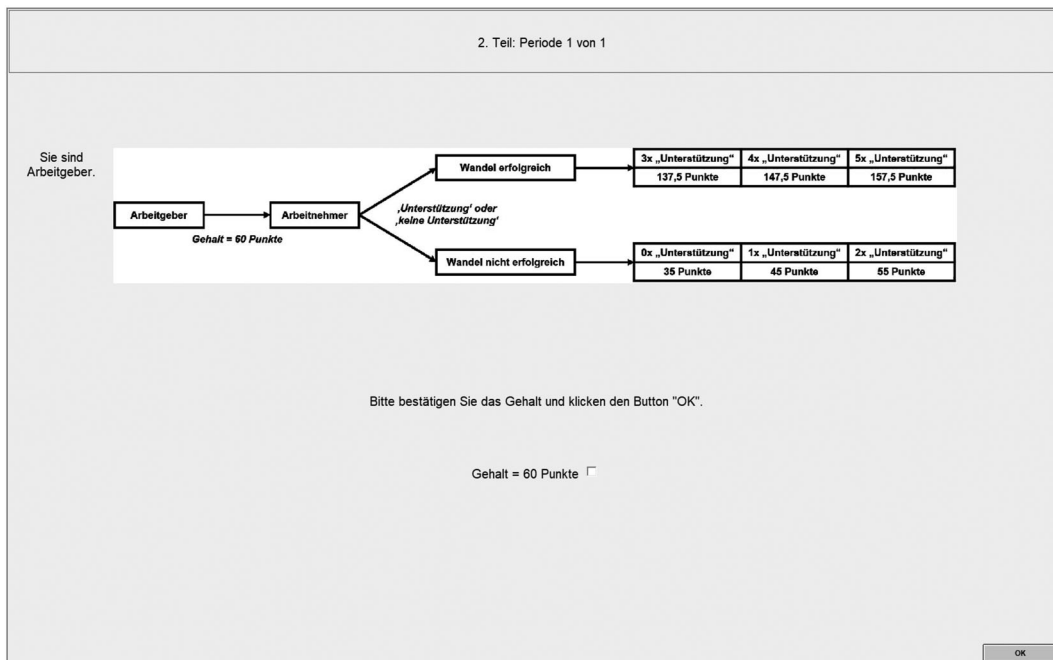 2. Teil: Periode 1 von 1
Sie sind
Arbeitgeber.
Arbeitgeber
Gehalt = 60 Punkte
Arbeitnehmer
‚Unterstützung‘ oder
‚keine Unterstützung‘
Wandel erfolgreich
3x „Unterstützung“ 4x „Unterstützung“ 5x „Unterstützung“
137,5 Punkte 147,5 Punkte 157,5 Punkte
Wandel nicht erfolgreich
0x „Unterstützung“ 1x „Unterstützung“ 2x „Unterstützung“
35 Punkte 45 Punkte 55 Punkte
Bitte bestätigen Sie das Gehalt und klicken den Button "OK".
Gehalt = 60 Punkte
OK